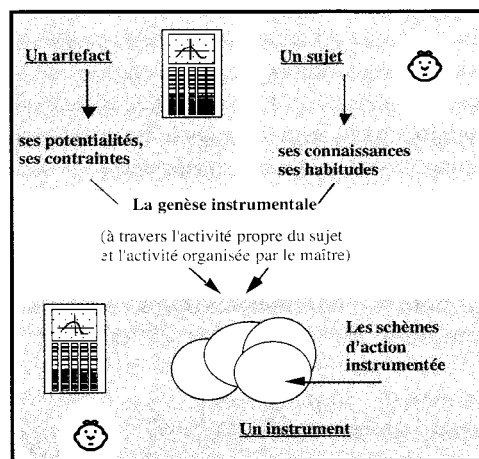 Un artefact
Un sujet
ses potentialités,
ses contraintes
ses connaissances
ses habitudes
La genèse instrumentale
(à travers l'activité propre du sujet
et l'activité organisée par le maître)
Les schèmes
d'action
instrumentée
Un instrument